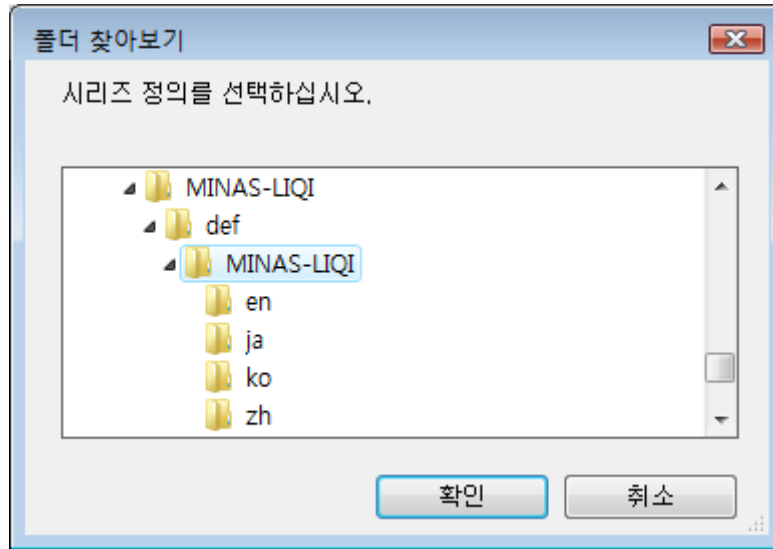 폴더 찾아보기
시리즈 정의를 선택하십시오.
MINAS-LIQI
def
MINAS-LIQI
en
ja
ko
zh
확인 취소